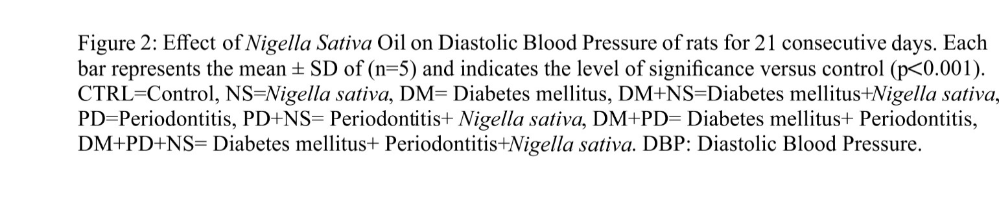 Figure 2: Effect of Nigella Sativa Oil on Diastolic Blood Pressure of rats for 21 consecutive days. Each
bar represents the mean ± SD of (n=5) and indicates the level of significance versus control (p<0.001).
CTRL=Control, NS=Nigella sativa, DM= Diabetes mellitus, DM+NS=Diabetes mellitus+Nigella sativa,
PD=Periodontitis, PD+NS= Periodontitis+ Nigella sativa, DM+PD= Diabetes mellitus+ Periodontitis,
DM+PD+NS= Diabetes mellitus+ Periodontitis+Nigella sativa. DBP: Diastolic Blood Pressure.